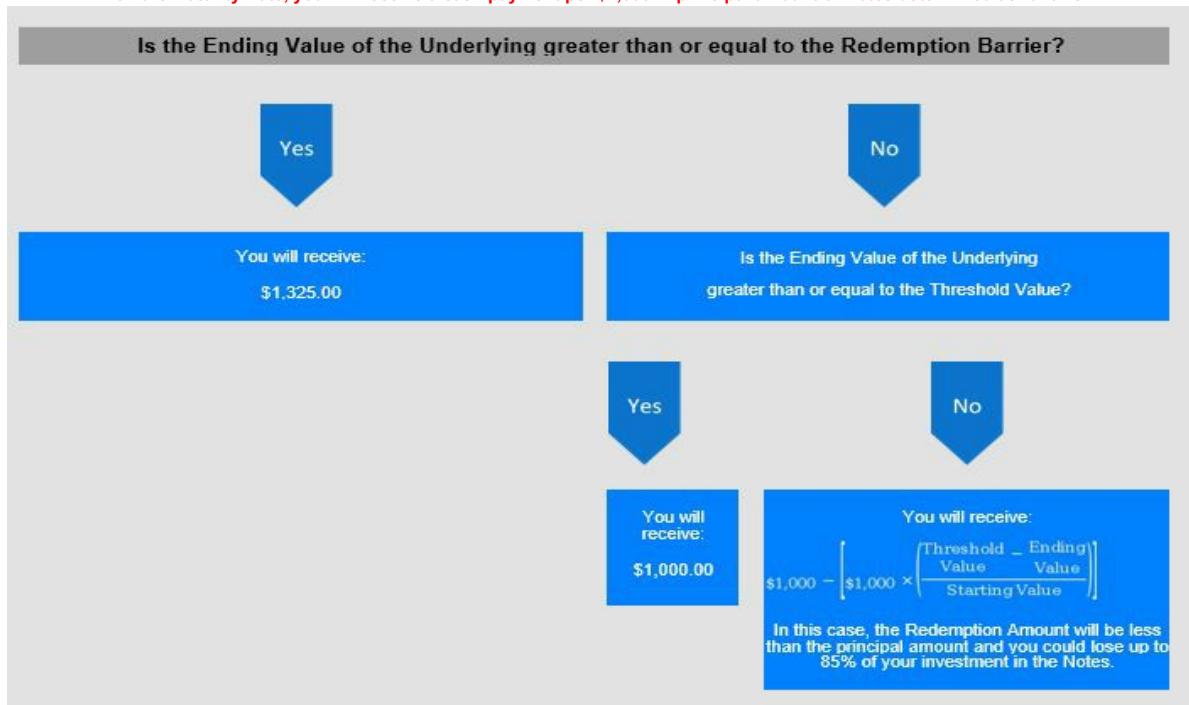 Is the Ending Value of the Underlying greater than or equal to the Redemption Barrier?
Yes
No
You will receive:
$1,325.00
Is the Ending Value of the Underlying
greater than or equal to the Threshold Value?
Yes
No
You will
receive:
$1,000.00
You will receive:
$1,000 − [$1,000 × (Threshold Value − Ending Value / Starting Value)]
In this case, the Redemption Amount will be less
than the principal amount and you could lose up to
85% of your investment in the Notes.